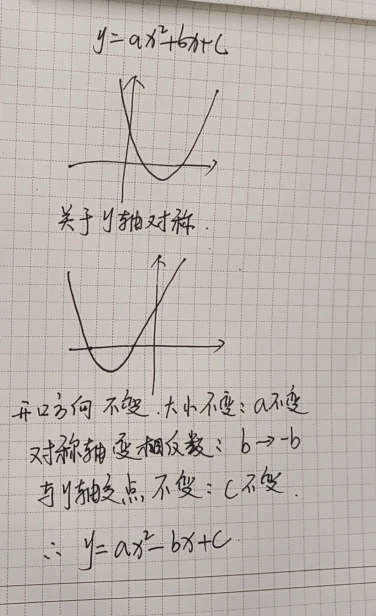 y=ax²+bx+c
关于y轴对称.
开口方向不变.大小不变:a不变
对称轴变相反数:b→-b
与y轴交点不变:c不变.
∴ y=ax²-bx+c